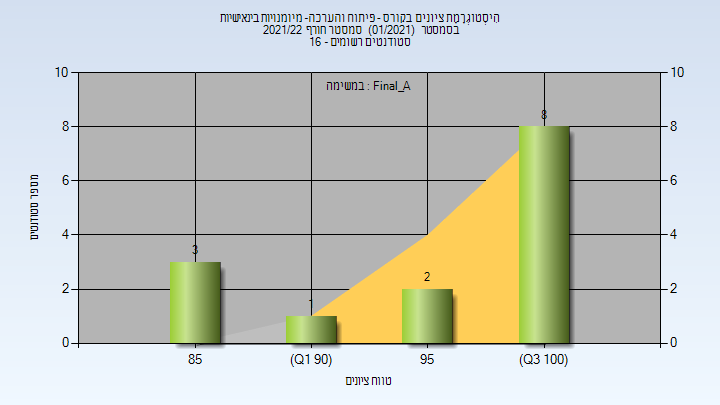 היסטוגרמת ציונים בקורס - פיתוח והערכה- מיומנויות בינאישיות
בסמסטר (01/2021) סמסטר חורף 2021/22
סטודנטים רשומים - 16
במשימה : Final_A
10 10
8 8 8
6 6
מספר סטודנטים
4 4
3
2
2 2
1
0 0
85 (Q1 90) 95 (Q3 100)
טווח ציונים